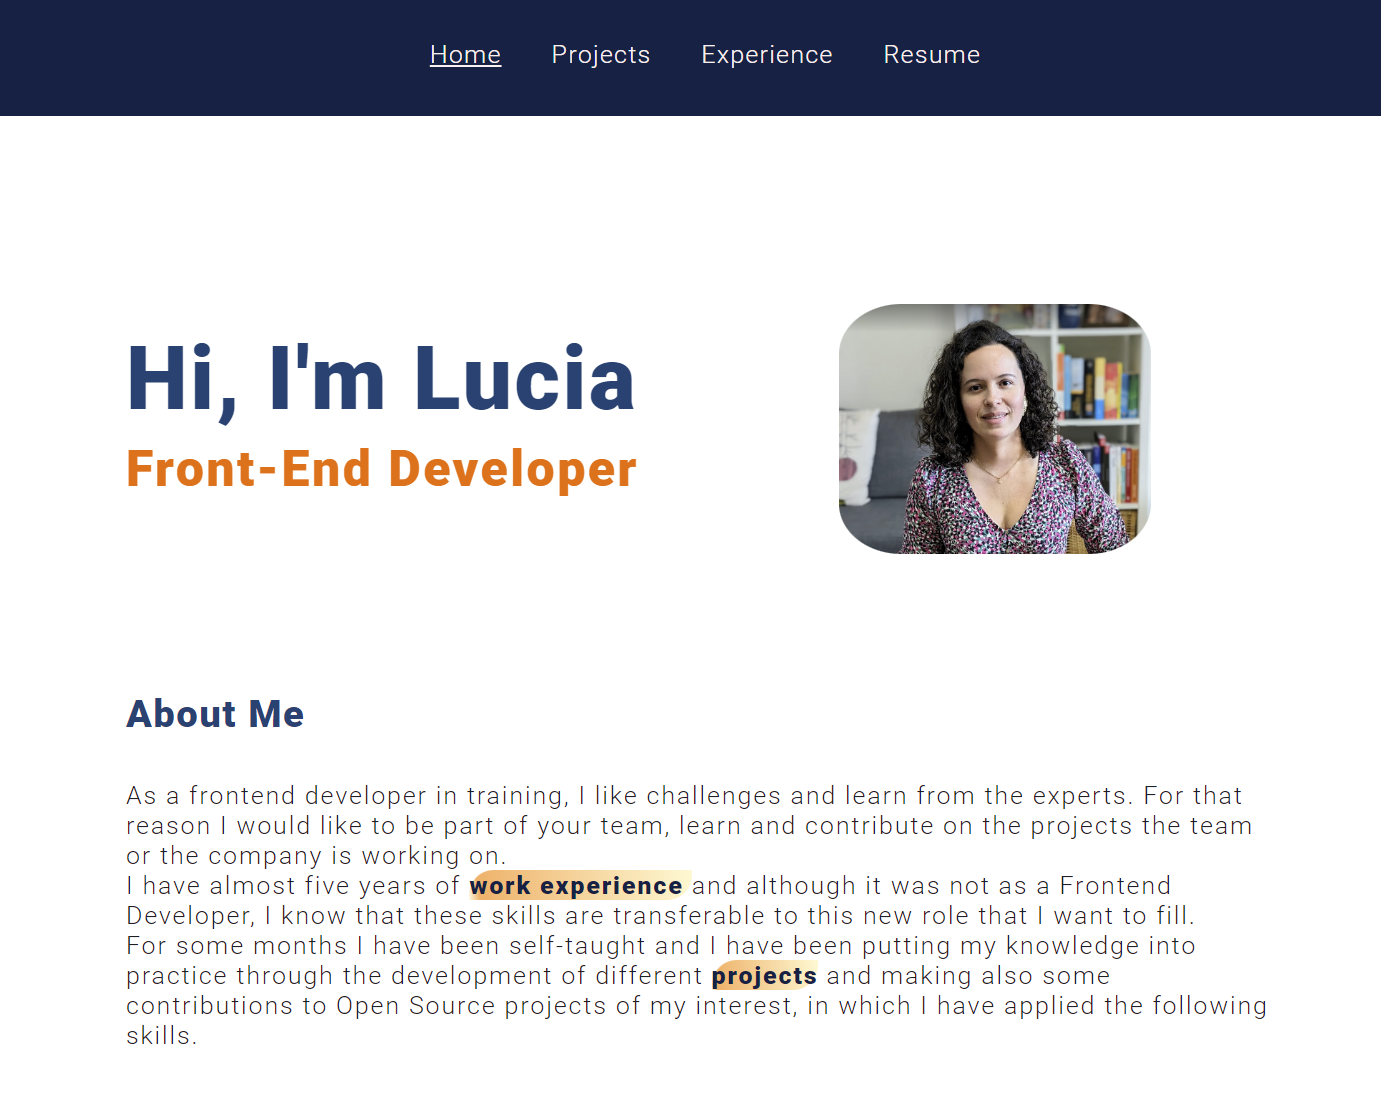 Home Projects Experience Resume
Hi, I'm Lucia
Front-End Developer
About Me
As a frontend developer in training, I like challenges and learn from the experts. For that
reason I would like to be part of your team, learn and contribute on the projects the team
or the company is working on.
I have almost five years of work experience and although it was not as a Frontend
Developer, I know that these skills are transferable to this new role that I want to fill.
For some months I have been self-taught and I have been putting my knowledge into
practice through the development of different projects and making also some
contributions to Open Source projects of my interest, in which I have applied the following
skills.